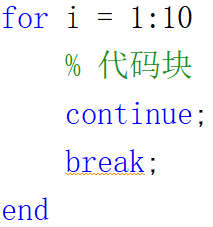 for i = 1:10
    % 代码块
    continue;
    break;
end